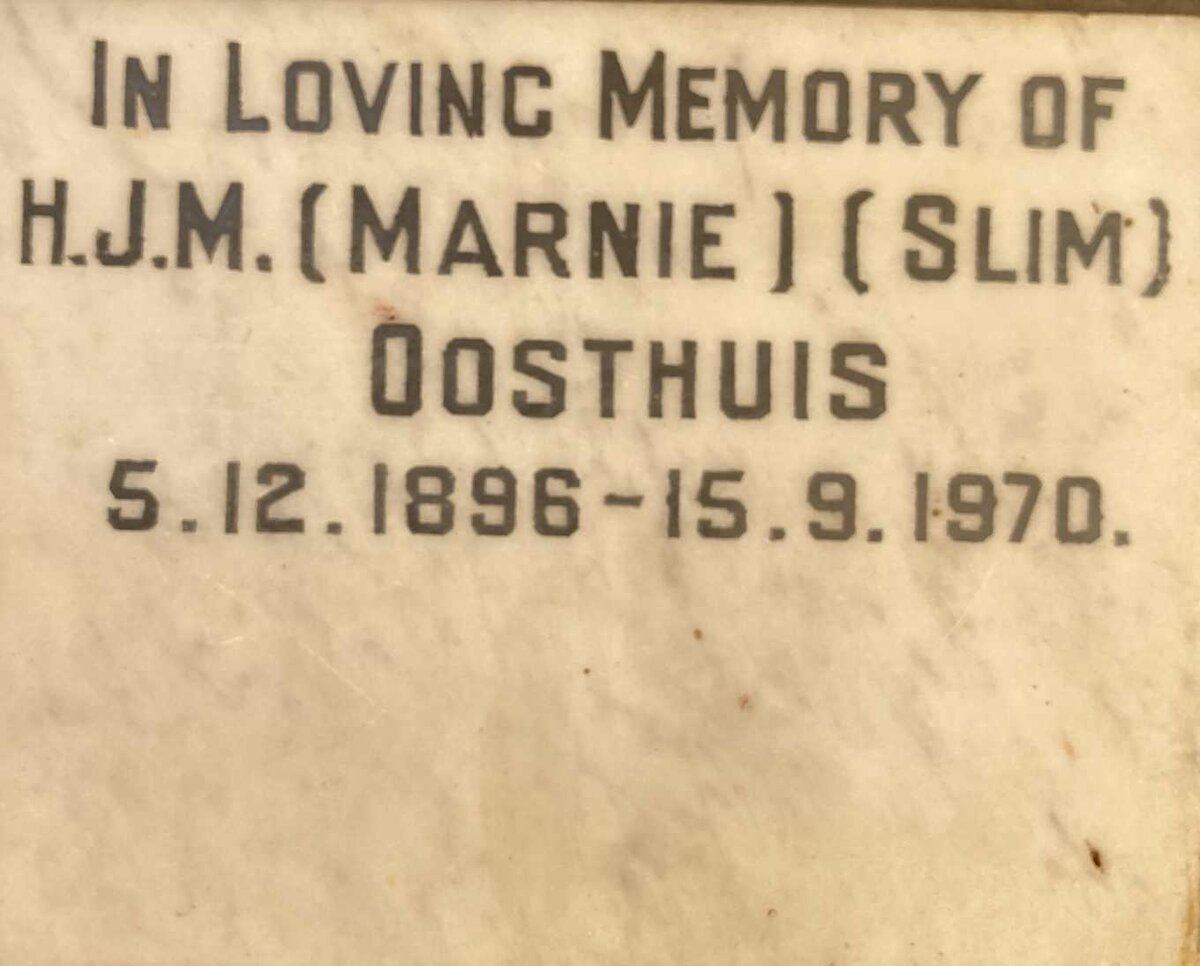 In Loving Memory of
H.J.M. (Marnie) (Slim)
Oosthuis
5.12.1896-15.9.1970.